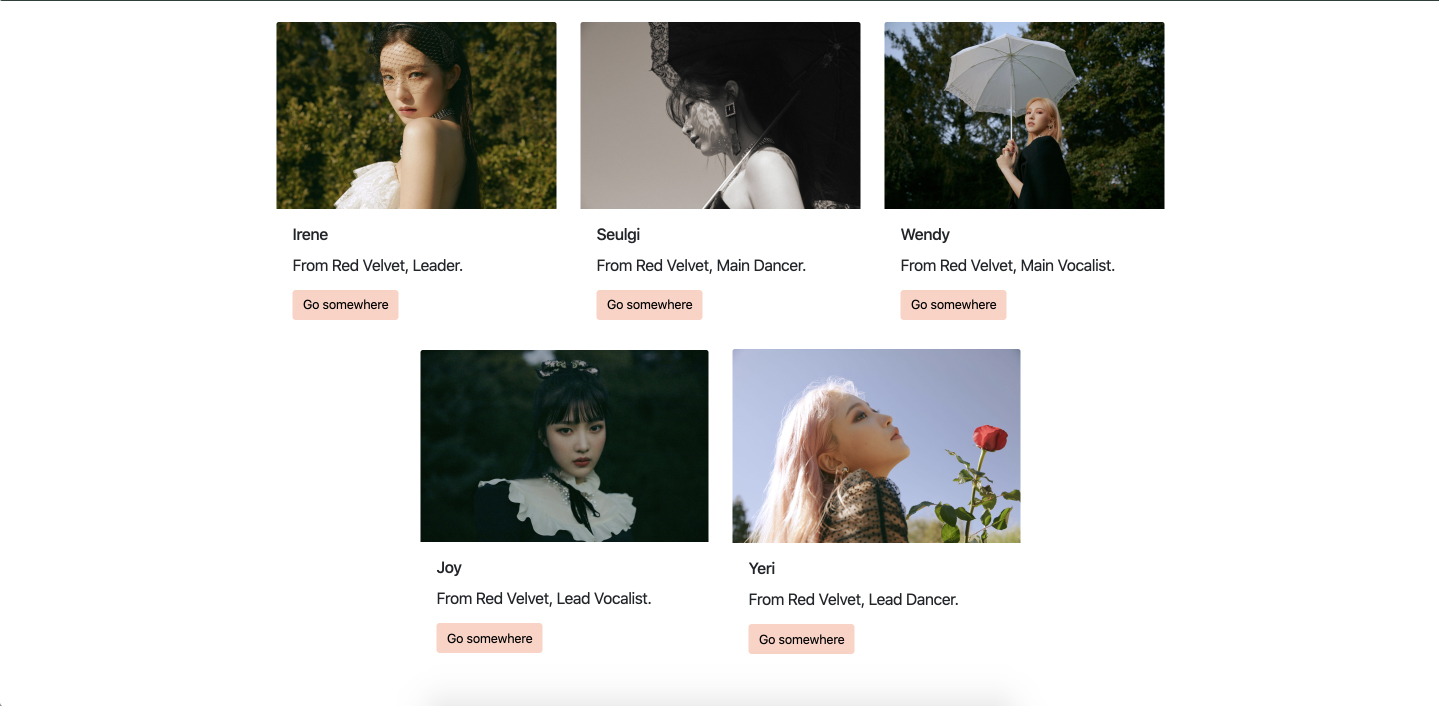 Irene
From Red Velvet, Leader.
Go somewhere
Seulgi
From Red Velvet, Main Dancer.
Go somewhere
Wendy
From Red Velvet, Main Vocalist.
Go somewhere
Joy
From Red Velvet, Lead Vocalist.
Go somewhere
Yeri
From Red Velvet, Lead Dancer.
Go somewhere